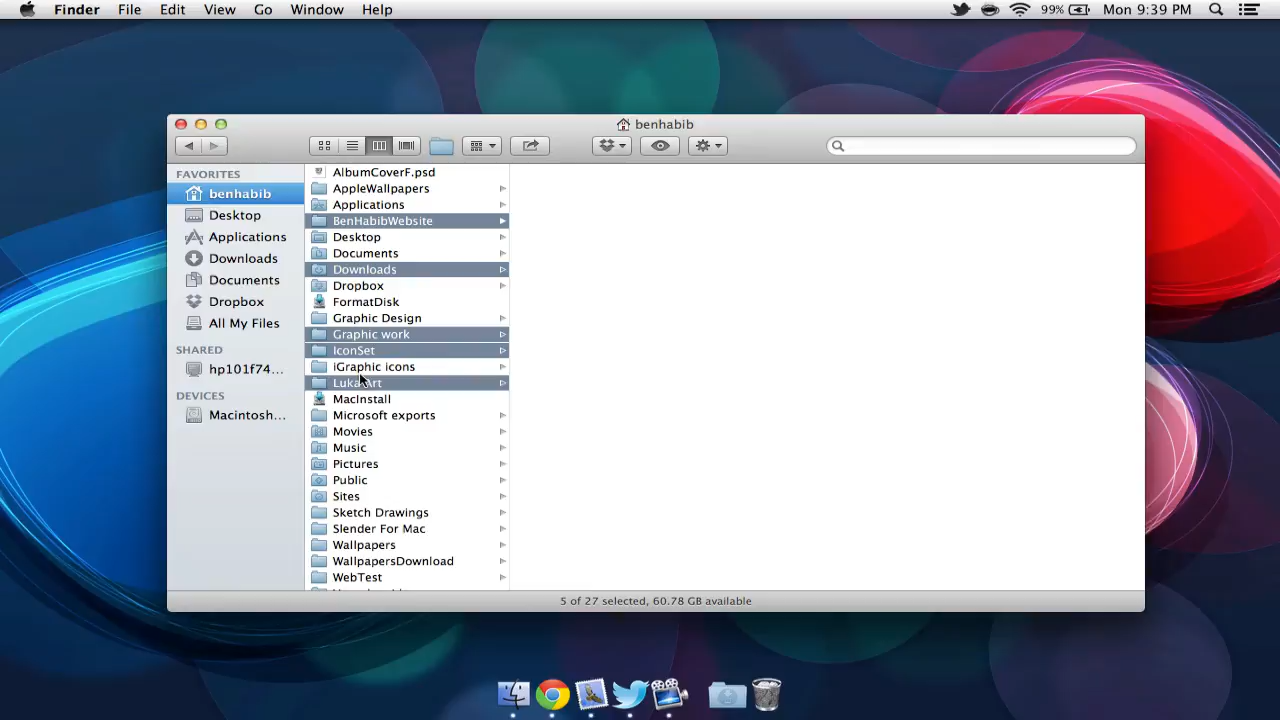 Finder File Edit View Go Window Help 99% Mon 9:39 PM
benhabib
FAVORITES
benhabib
Desktop
Applications
Downloads
Documents
Dropbox
All My Files
SHARED
hp101f74...
DEVICES
Macintosh...
AlbumCoverF.psd
AppleWallpapers
Applications
BenHabibWebsite
Desktop
Documents
Downloads
Dropbox
FormatDisk
Graphic Design
Graphic work
IconSet
iGraphic icons
Luka Art
MacInstall
Microsoft exports
Movies
Music
Pictures
Public
Sites
Sketch Drawings
Slender For Mac
Wallpapers
WallpapersDownload
WebTest
5 of 27 selected, 60.78 GB available